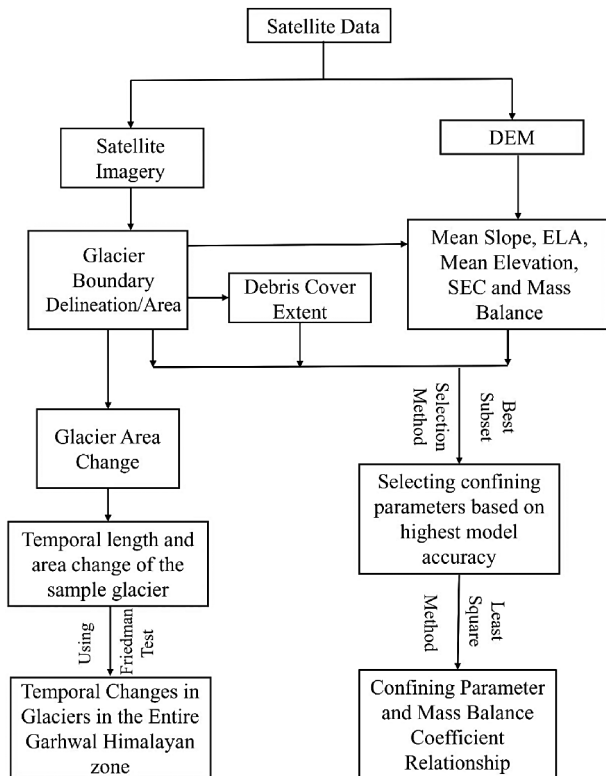 Satellite Data
Satellite
Imagery
DEM
Glacier
Boundary
Delineation/Area
Debris Cover
Extent
Mean Slope, ELA,
Mean Elevation,
SEC and Mass
Balance
Best
Subset
Selection
Method
Glacier Area
Change
Selecting confining
parameters based on
highest model
accuracy
Temporal length and
area change of the
sample glacier
Using
Friedman
Test
Least
Square
Method
Temporal Changes in
Glaciers in the Entire
Garhwal Himalayan
zone
Confining Parameter
and Mass Balance
Coefficient
Relationship